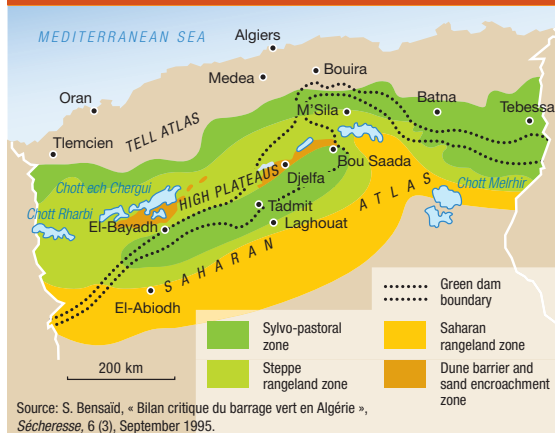 MEDITERRANEAN SEA
Algiers
Medea
Bouira
Oran
M'Sila
Batna
Tebessa
TELL ATLAS
Tlemcien
Bou Saada
Chott ech Chergui
HIGH PLATEAUS
Djelfa
Chott Melrhir
Chott Rharbi
El-Bayadh
Tadmit
Laghouat
SAHARAN ATLAS
El-Abiodh
Green dam
boundary
Sylvo-pastoral
zone
Saharan
rangeland zone
Steppe
rangeland zone
Dune barrier and
sand encroachment
zone
200 km
Source: S. Bensaïd, « Bilan critique du barrage vert en Algérie »,
Sécheresse, 6 (3), September 1995.